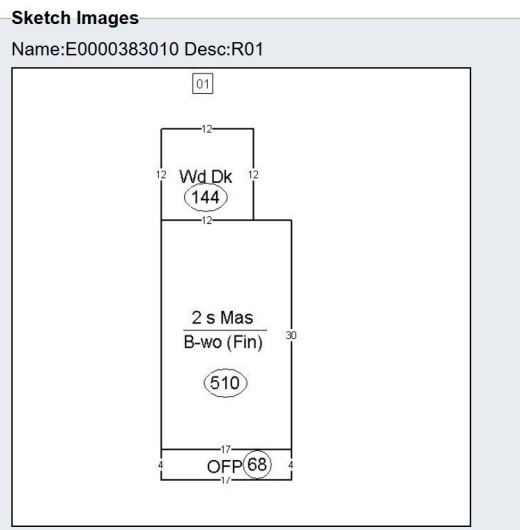 Sketch Images
Name:E0000383010 Desc:R01
01
12
12 Wd Dk 12
144
12
2 s Mas
B-wo (Fin)
30
510
17
4 OFP 68 4
17